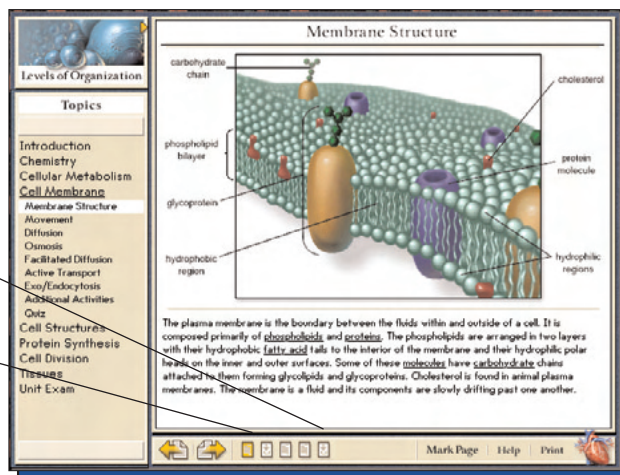 Levels of Organization
Topics
Introduction
Chemistry
Cellular Metabolism
Cell Membrane
Membrane Structure
Movement
Diffusion
Osmosis
Facilitated Diffusion
Active Transport
Exo/Endocytosis
Additional Activities
Quiz
Cell Structures
Protein Synthesis
Cell Division
Tissues
Unit Exam
Membrane Structure
carbohydrate
chain
cholesterol
phospholipid
bilayer
protein
molecule
glycoprotein
hydrophobic
region
hydrophilic
regions
The plasma membrane is the boundary between the fluids within and outside of a cell. It is
composed primarily of phospholipids and proteins. The phospholipids are arranged in two layers
with their hydrophobic fatty acid tails to the interior of the membrane and their hydrophilic polar
heads on the inner and outer surfaces. Some of these molecules have carbohydrate chains
attached to them forming glycolipids and glycoproteins. Cholesterol is found in animal plasma
membranes. The membrane is a fluid and its components are slowly drifting past one another.
Mark Page
Help
Print